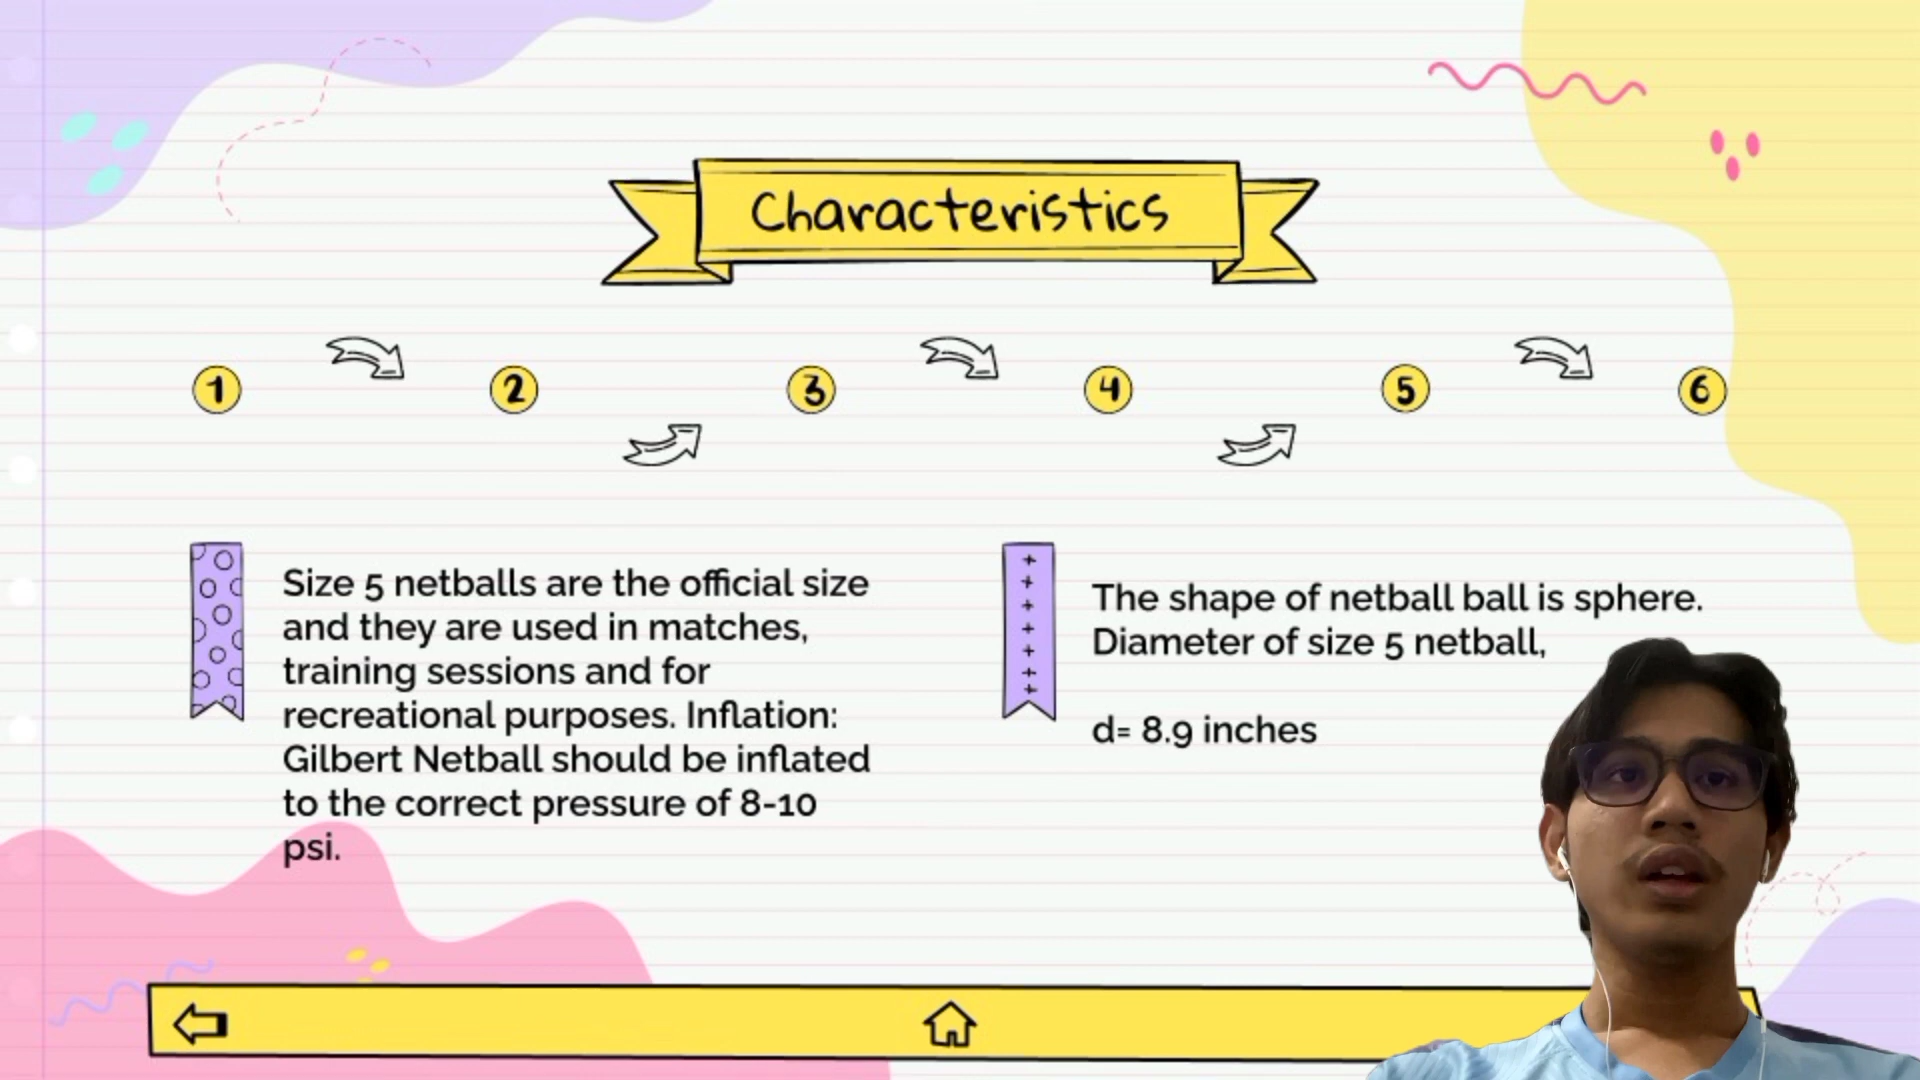 Characteristics
1
2
3
4
5
6
Size 5 netballs are the official size
and they are used in matches,
training sessions and for
recreational purposes. Inflation:
Gilbert Netball should be inflated
to the correct pressure of 8-10
psi.
The shape of netball ball is sphere.
Diameter of size 5 netball,
d= 8.9 inches